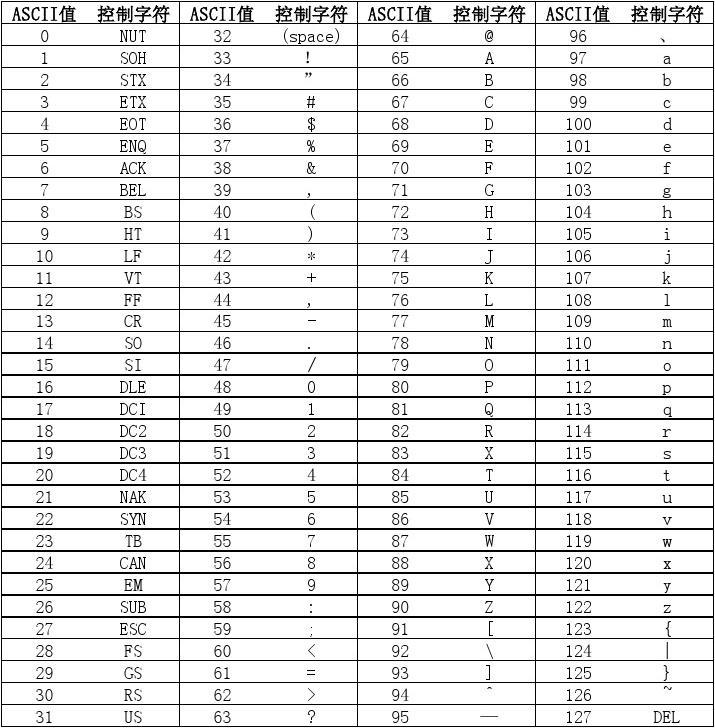 ASCII值 控制字符 ASCII值 控制字符 ASCII值 控制字符 ASCII值 控制字符
0 NUT 32 (space) 64 @ 96 、
1 SOH 33 ! 65 A 97 a
2 STX 34 ” 66 B 98 b
3 ETX 35 # 67 C 99 c
4 EOT 36 $ 68 D 100 d
5 ENQ 37 % 69 E 101 e
6 ACK 38 & 70 F 102 f
7 BEL 39 , 71 G 103 g
8 BS 40 ( 72 H 104 h
9 HT 41 ) 73 I 105 i
10 LF 42 * 74 J 106 j
11 VT 43 + 75 K 107 k
12 FF 44 , 76 L 108 l
13 CR 45 - 77 M 109 m
14 SO 46 . 78 N 110 n
15 SI 47 / 79 O 111 o
16 DLE 48 0 80 P 112 p
17 DCI 49 1 81 Q 113 q
18 DC2 50 2 82 R 114 r
19 DC3 51 3 83 X 115 s
20 DC4 52 4 84 T 116 t
21 NAK 53 5 85 U 117 u
22 SYN 54 6 86 V 118 v
23 TB 55 7 87 W 119 w
24 CAN 56 8 88 X 120 x
25 EM 57 9 89 Y 121 y
26 SUB 58 : 90 Z 122 z
27 ESC 59 ; 91 [ 123 {
28 FS 60 < 92 \ 124 |
29 GS 61 = 93 ] 125 }
30 RS 62 > 94 ^ 126 ~
31 US 63 ? 95 — 127 DEL